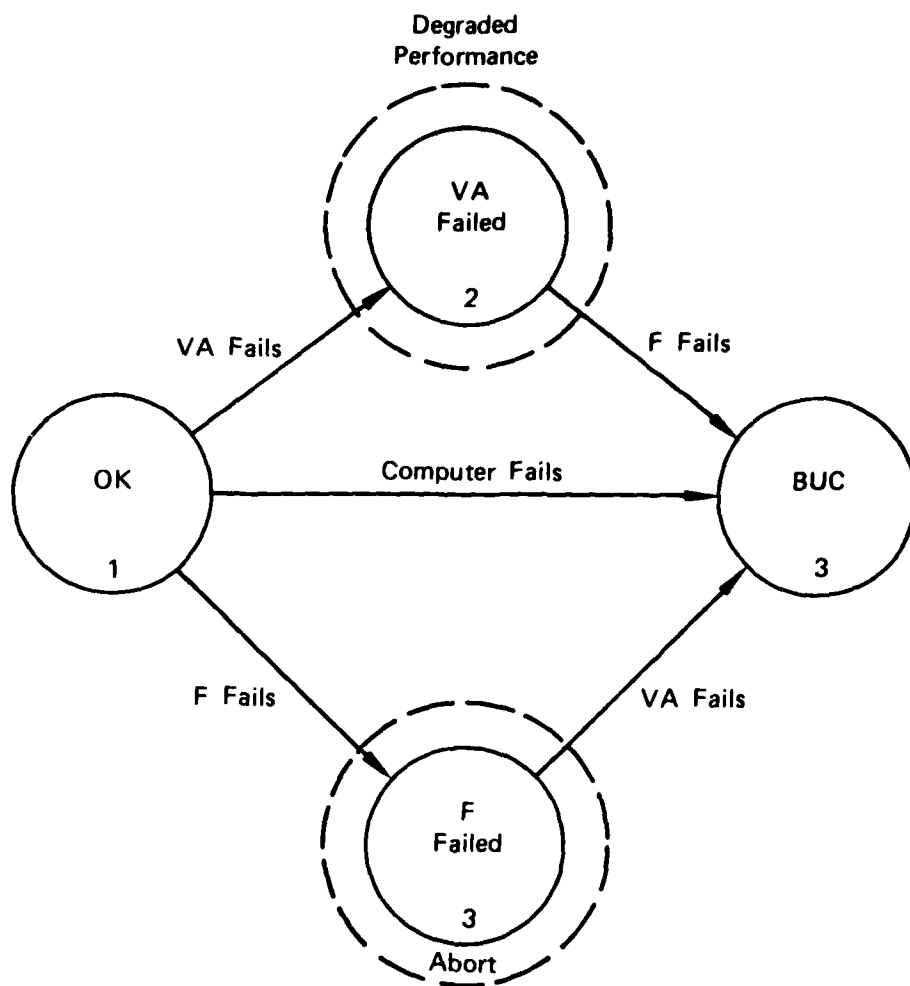 Degraded
Performance
VA
Failed
2
VA Fails
F Fails
OK
1
Computer Fails
BUC
3
F Fails
VA Fails
F
Failed
3
Abort